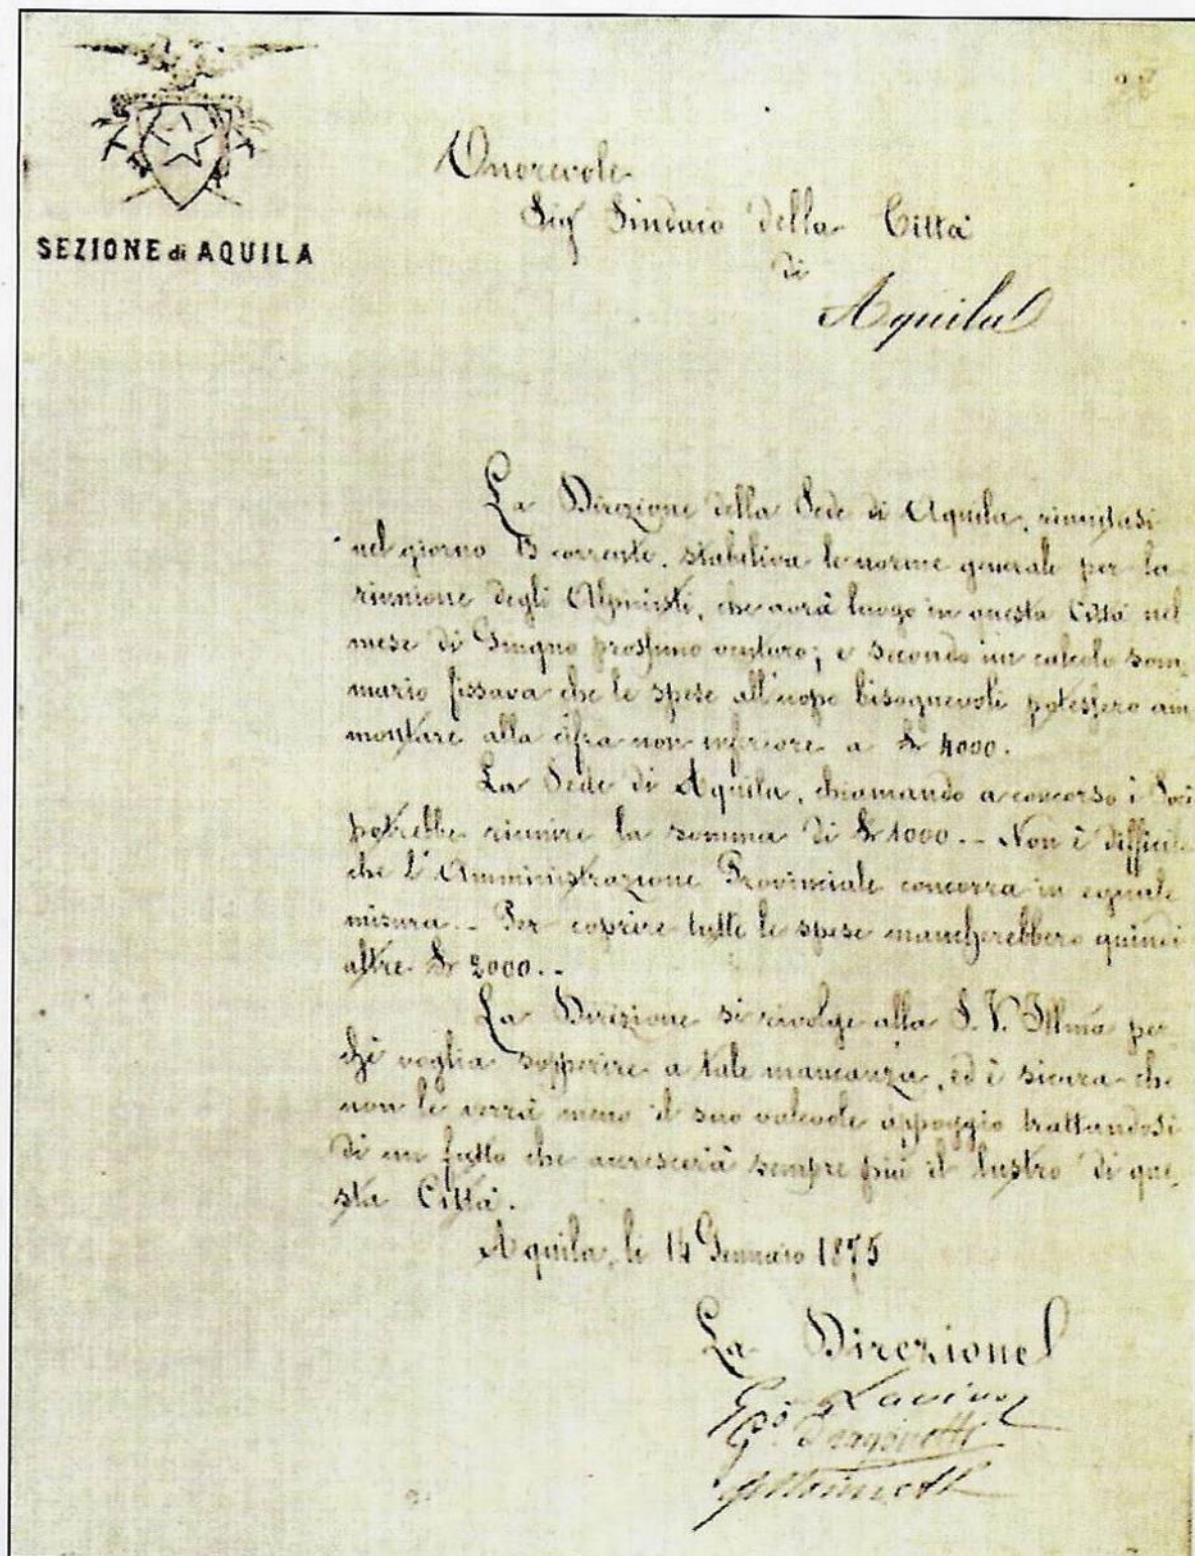 SEZIONE di AQUILA
Onorevole
Sig Sindaco della Città
di
Aquila
La Direzione della Sede di Aquila, riunitasi
nel giorno 13 corrente, stabiliva le norme generali per la
riunione degli Alpinisti, che avrà luogo in questa Città nel
mese di Giugno prossimo venturo; e secondo un calcolo som
mario fissava che le spese all'uopo bisognevoli potessero am
montare alla cifra non inferiore a £ 4000.
La Sede di Aquila, chiamando a concorso i Soci
potrebbe riunire la somma di £ 1000.-- Non è difficile
che l'Amministrazione Provinciale concorra in eguale
misura.- Per coprire tutte le spese mancherebbero quindi
altre £ 2000.-
La Direzione si rivolge alla S. V. Illma per
chè voglia sopperire a tale mancanza, ed è sicura che
non le verrà meno il suo valevole appoggio trattandosi
di un fatto che accrescerà sempre più il lustro di que
sta Città.
Aquila, li 14 Gennaio 1875
La Direzione
G. Dragonetti